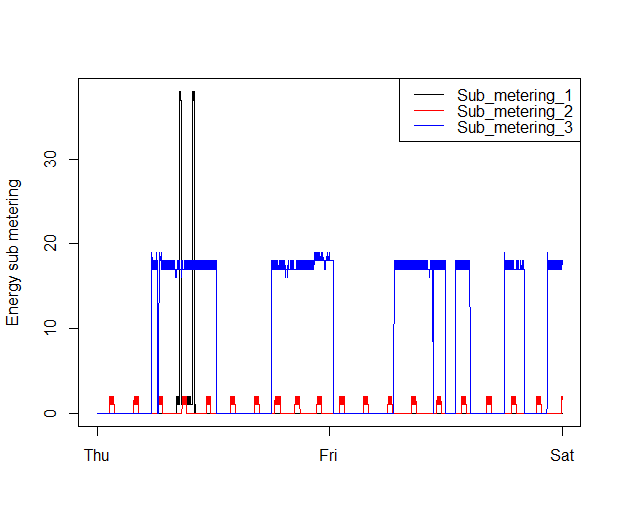 Sub_metering_1
Sub_metering_2
Sub_metering_3
Energy sub metering
30
20
10
0
Thu Fri Sat